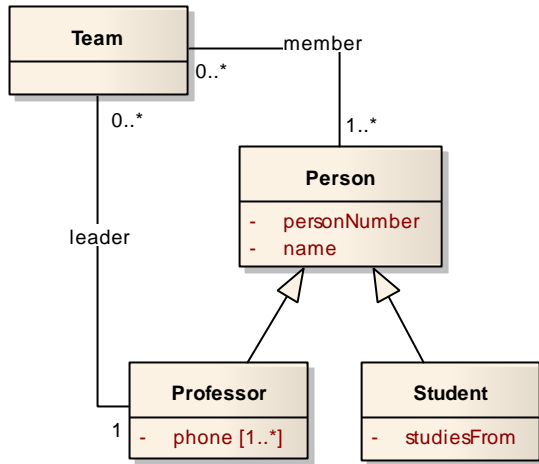 Team
member
0..*
0..*
1..*
Person
- personNumber
- name
leader
Professor
- phone [1..*]
1
Student
- studiesFrom